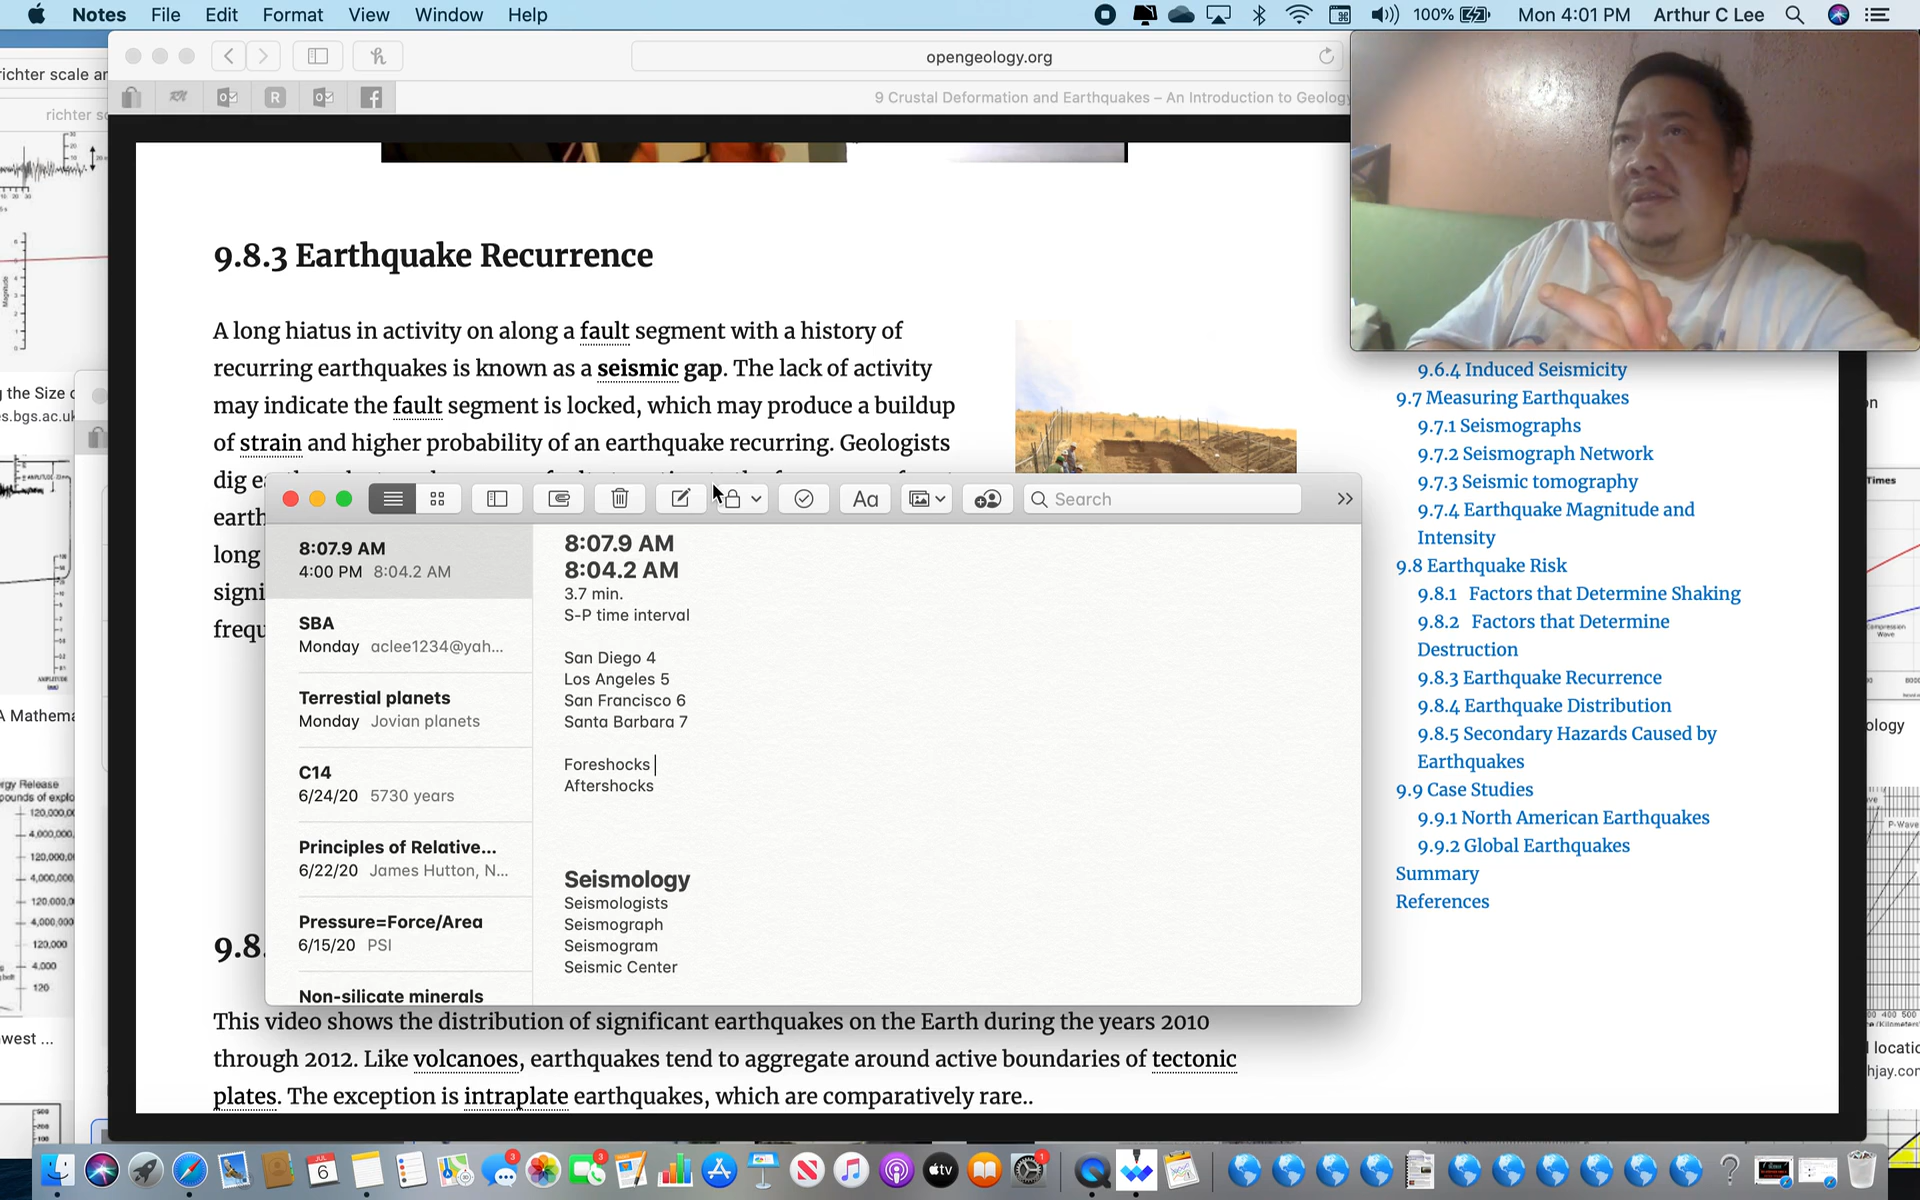 Notes File Edit Format View Window Help
100% Mon 4:01 PM Arthur C Lee
opengeology.org
9 Crustal Deformation and Earthquakes – An Introduction to Geology
richter scale ar
richter sc
9.8.3 Earthquake Recurrence
A long hiatus in activity on along a fault segment with a history of
recurring earthquakes is known as a seismic gap. The lack of activity
may indicate the fault segment is locked, which may produce a buildup
of strain and higher probability of an earthquake recurring. Geologists
dig e
earth
long
signi
frequ
Search
8:07.9 AM
4:00 PM 8:04.2 AM
SBA
Monday aclee1234@yah...
Terrestial planets
Monday Jovian planets
C14
6/24/20 5730 years
Principles of Relative...
6/22/20 James Hutton, N...
Pressure=Force/Area
6/15/20 PSI
Non-silicate minerals
8:07.9 AM
8:04.2 AM
3.7 min.
S-P time interval
San Diego 4
Los Angeles 5
San Francisco 6
Santa Barbara 7
Foreshocks
Aftershocks
Seismology
Seismologists
Seismograph
Seismogram
Seismic Center
9.8.
This video shows the distribution of significant earthquakes on the Earth during the years 2010
through 2012. Like volcanoes, earthquakes tend to aggregate around active boundaries of tectonic
plates. The exception is intraplate earthquakes, which are comparatively rare..
9.6.4 Induced Seismicity
9.7 Measuring Earthquakes
9.7.1 Seismographs
9.7.2 Seismograph Network
9.7.3 Seismic tomography
9.7.4 Earthquake Magnitude and
Intensity
9.8 Earthquake Risk
9.8.1 Factors that Determine Shaking
9.8.2 Factors that Determine
Destruction
9.8.3 Earthquake Recurrence
9.8.4 Earthquake Distribution
9.8.5 Secondary Hazards Caused by
Earthquakes
9.9 Case Studies
9.9.1 North American Earthquakes
9.9.2 Global Earthquakes
Summary
References